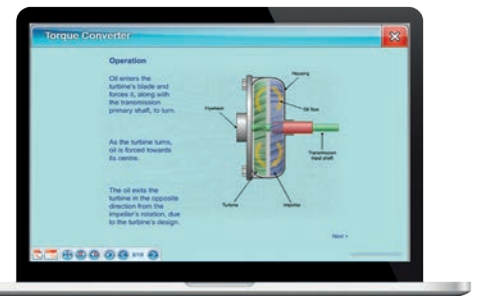 Torque Converter
Operation
Oil enters the
turbine's blade and
forces it, along with
the transmission
primary shaft, to turn.
As the turbine turns,
oil is forced towards
its centre.
The oil exits the
turbine in the opposite
direction from the
impeller's rotation, due
to the turbine's design.
Housing
Oil flow
Flywheel
Transmission
input shaft
Turbine
Impeller
Next >